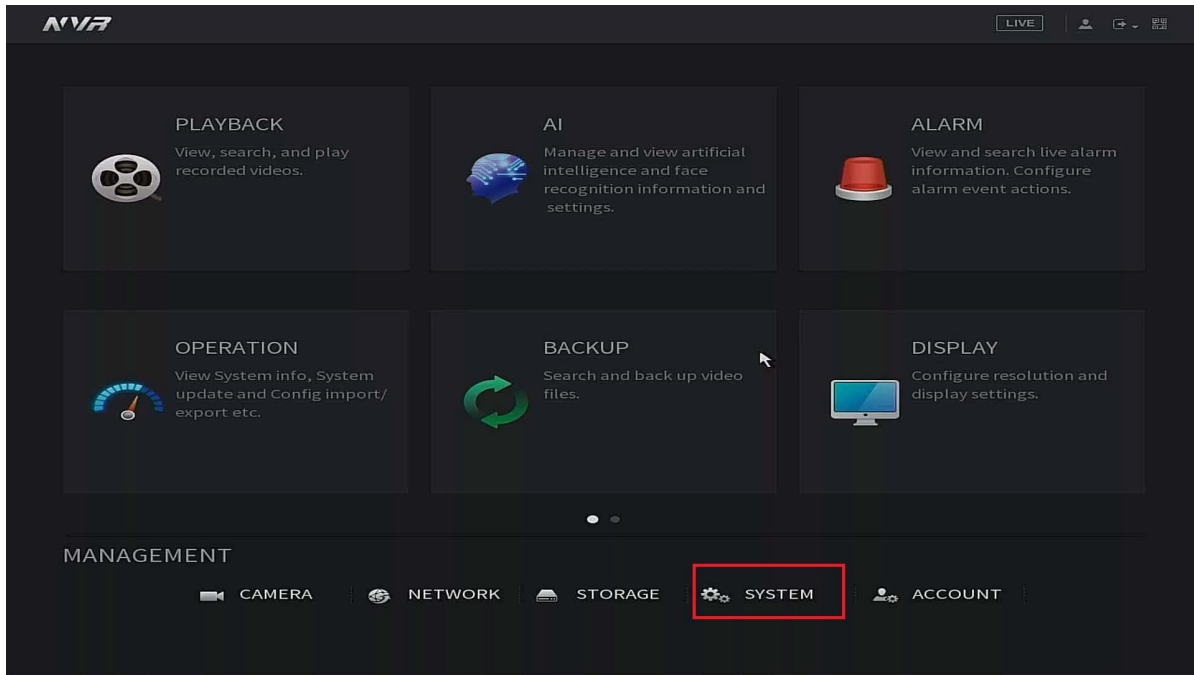 NVR
LIVE
PLAYBACK
View, search, and play
recorded videos.
AI
Manage and view artificial
intelligence and face
recognition information and
settings.
ALARM
View and search live alarm
information. Configure
alarm event actions.
OPERATION
View System info, System
update and Config import/
export etc.
BACKUP
Search and back up video
files.
DISPLAY
Configure resolution and
display settings.
MANAGEMENT
CAMERA
NETWORK
STORAGE
SYSTEM
ACCOUNT